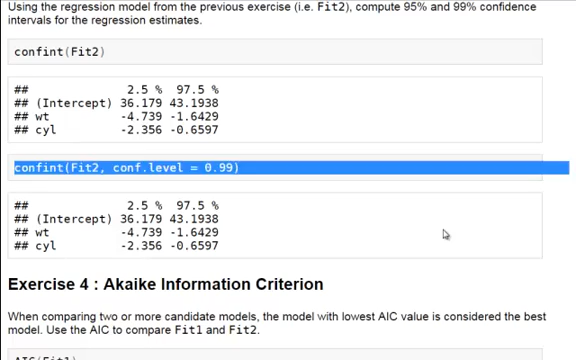 Using the regression model from the previous exercise (i.e. Fit2), compute 95% and 99% confidence
intervals for the regression estimates.
confint(Fit2)
## 2.5 % 97.5 %
## (Intercept) 36.179 43.1938
## wt -4.739 -1.6429
## cyl -2.356 -0.6597
confint(Fit2, conf.level = 0.99)
## 2.5 % 97.5 %
## (Intercept) 36.179 43.1938
## wt -4.739 -1.6429
## cyl -2.356 -0.6597
Exercise 4 : Akaike Information Criterion
When comparing two or more candidate models, the model with lowest AIC value is considered the best
model. Use the AIC to compare Fit1 and Fit2.
AIC(Fit1)